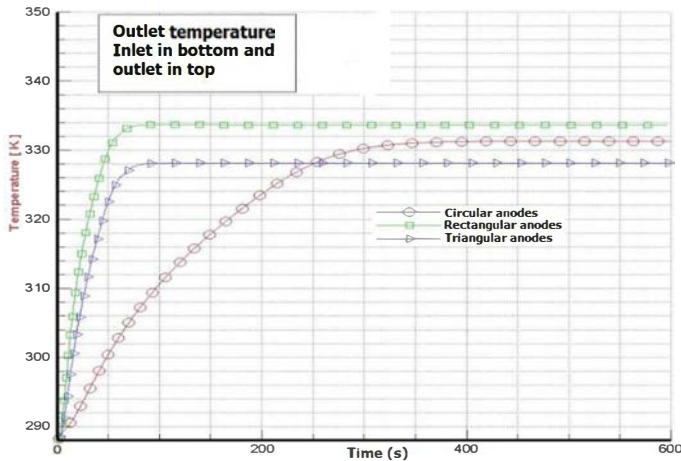 350
340
330
320
310
300
290
Temperature [K]
Outlet temperature
Inlet in bottom and
outlet in top
Circular anodes
Rectangular anodes
Triangular anodes
0
200
400
600
Time (s)